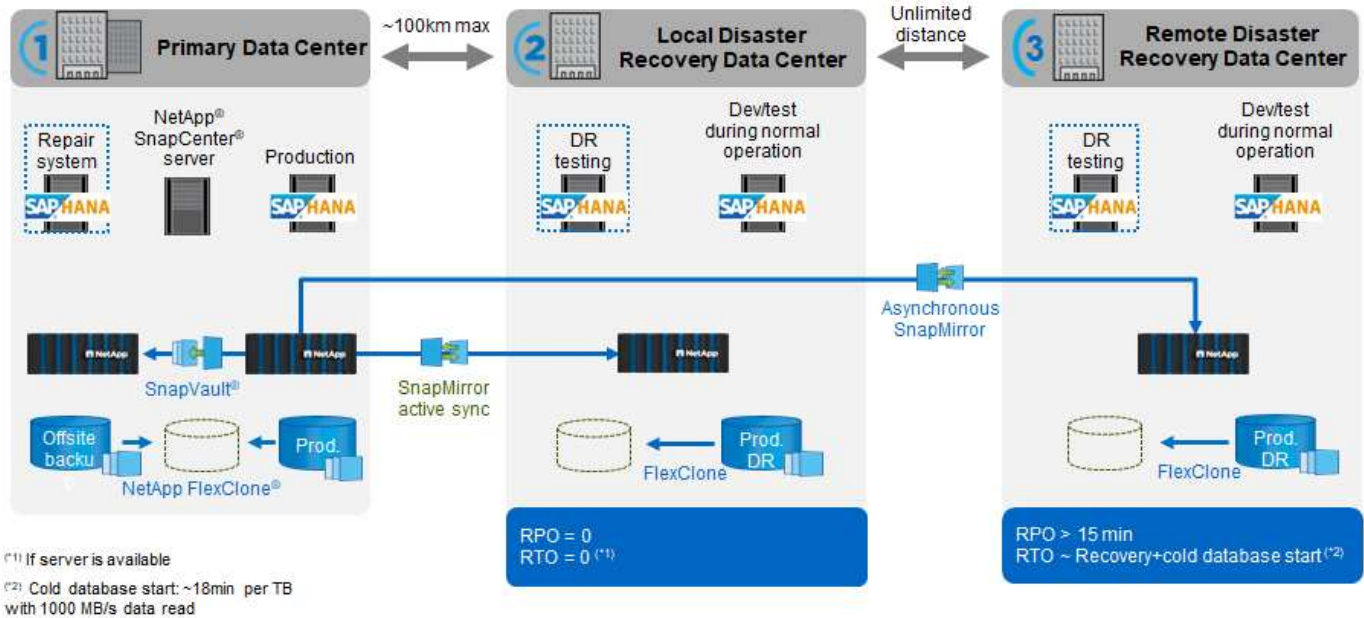 1
Primary Data Center
~100km max
2
Local Disaster
Recovery Data Center
Unlimited
distance
3
Remote Disaster
Recovery Data Center
Repair
system
SAP HANA
NetApp®
SnapCenter®
server
Production
SAP HANA
DR
testing
SAP HANA
Dev/test
during normal
operation
SAP HANA
DR
testing
SAP HANA
Dev/test
during normal
operation
SAP HANA
Asynchronous
SnapMirror
NetApp
SnapVault®
NetApp
SnapMirror
active sync
NetApp
NetApp
Offsite
backu
Prod.
NetApp FlexClone®
Prod.
DR
FlexClone
Prod.
DR
FlexClone
RPO = 0
RTO = 0 (*1)
RPO > 15 min
RTO ~ Recovery+cold database start (*2)
(*1) If server is available
(*2) Cold database start: ~18min per TB
with 1000 MB/s data read